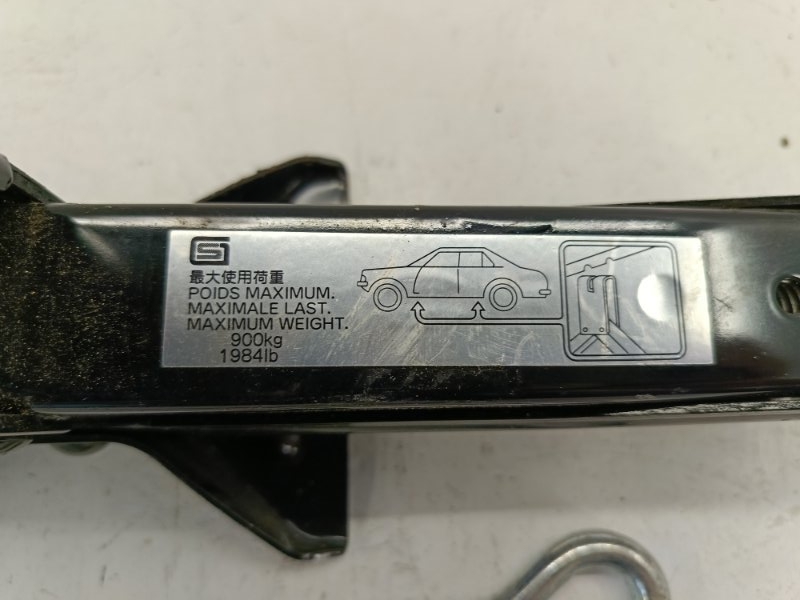 最大使用荷重
POIDS MAXIMUM.
MAXIMALE LAST.
MAXIMUM WEIGHT.
900kg
1984lb